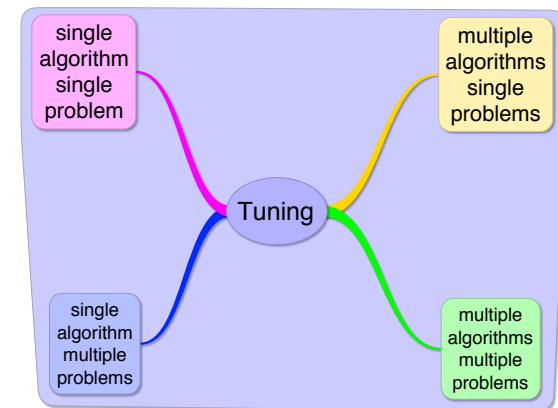 single
algorithm
single
problem
multiple
algorithms
single
problems
Tuning
single
algorithm
multiple
problems
multiple
algorithms
multiple
problems